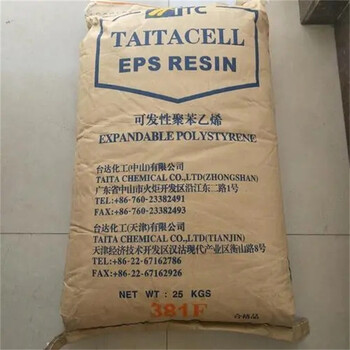 TTC
TAITACELL
EPS RESIN
可发性聚苯乙烯
EXPANDABLE POLYSTYRENE
台达化工(中山)有限公司
TAITA CHEMICAL CO.,LTD(ZHONGSHAN)
广东省中山市火炬开发区沿江东二路1号
TEL:+86-760-23382491
FAX:+86-760-23382493
台达化工(天津)有限公司
TAITA CHEMICAL CO.,LTD(TIANJIN)
天津经济技术开发区汉沽现代产业区衡山路8号
TEL:+86-22-67162786
FAX:+86-22-67162926
NET WT: 25 KGS
381F
合格品